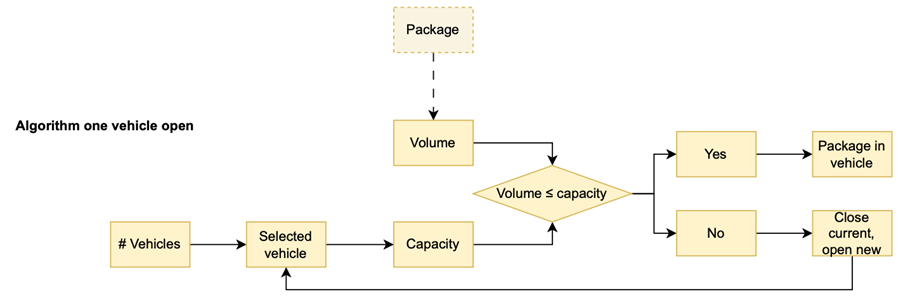 Package
Algorithm one vehicle open
Volume
Yes
Package in
vehicle
Volume ≤ capacity
# Vehicles
Selected
vehicle
Capacity
No
Close
current,
open new